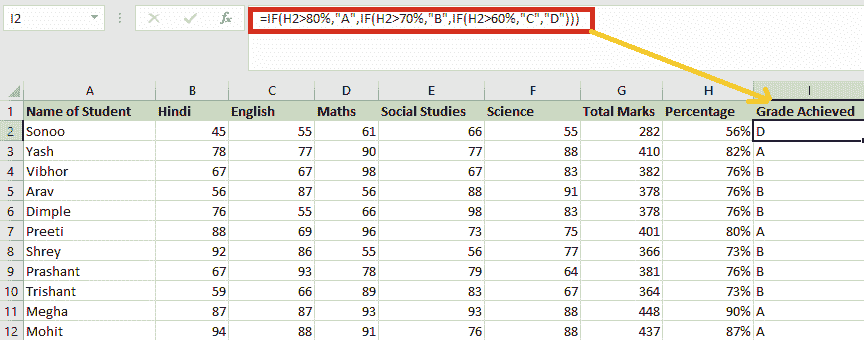 I2 fx =IF(H2>80%,"A",IF(H2>70%,"B",IF(H2>60%,"C","D")))
A B C D E F G H I
1 Name of Student Hindi English Maths Social Studies Science Total Marks Percentage Grade Achieved
2 Sonoo 45 55 61 66 55 282 56% D
3 Yash 78 77 90 77 88 410 82% A
4 Vibhor 67 67 98 67 83 382 76% B
5 Arav 56 87 56 88 91 378 76% B
6 Dimple 76 55 66 98 83 378 76% B
7 Preeti 88 69 96 73 75 401 80% A
8 Shrey 92 86 55 56 77 366 73% B
9 Prashant 67 93 78 79 64 381 76% B
10 Trishant 59 66 89 83 67 364 73% B
11 Megha 87 87 93 93 88 448 90% A
12 Mohit 94 88 91 76 88 437 87% A